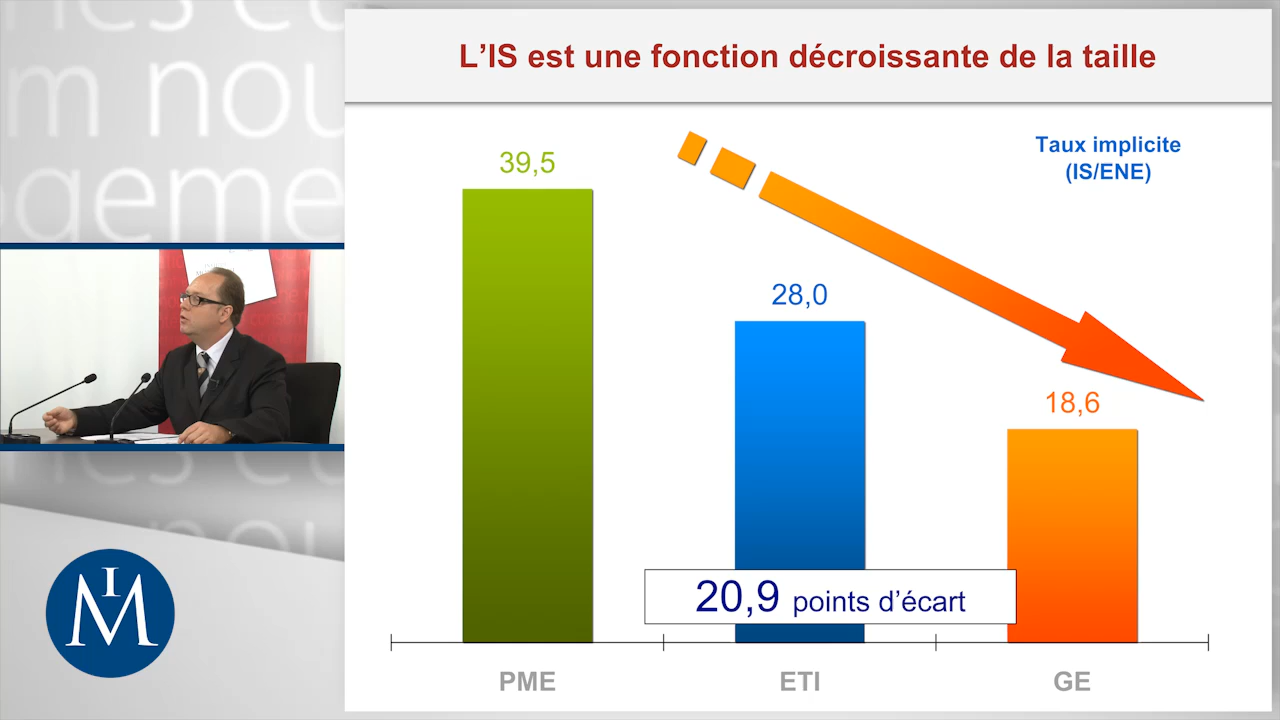 L'IS est une fonction décroissante de la taille
Taux implicite
(IS/ENE)
39,5
28,0
18,6
20,9 points d'écart
PME
ETI
GE
IM